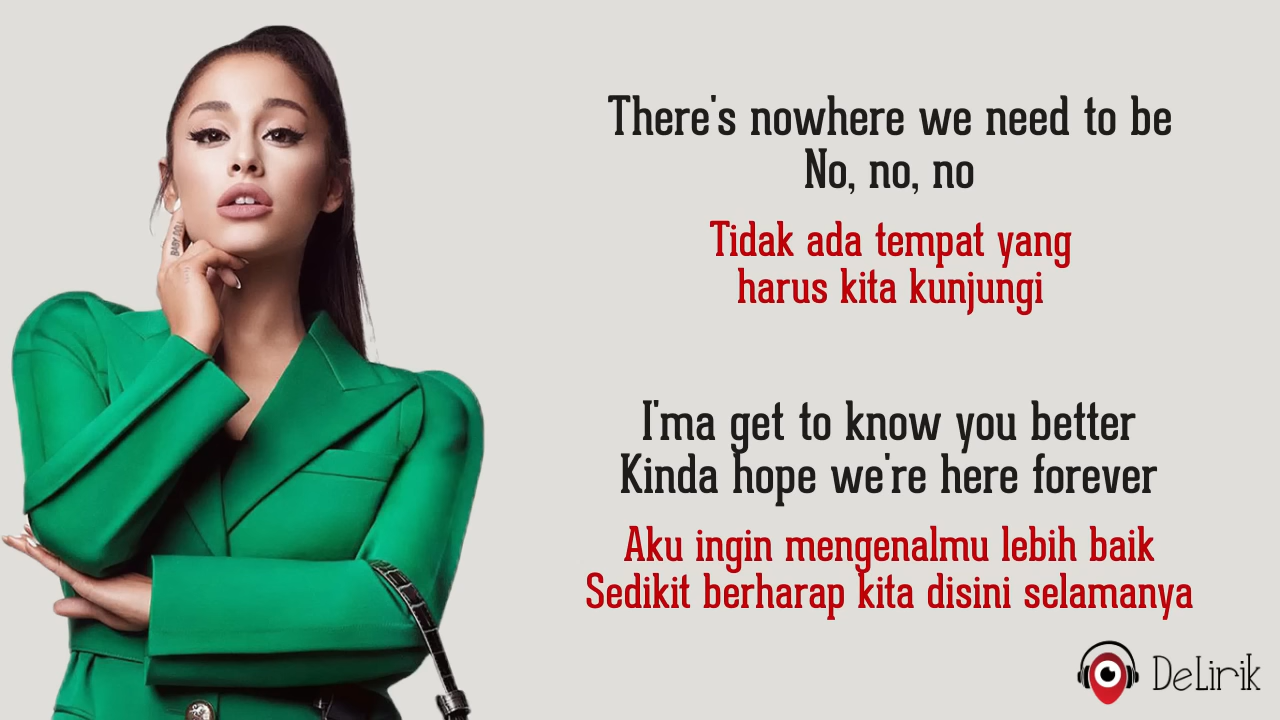 There's nowhere we need to be
No, no, no
Tidak ada tempat yang
harus kita kunjungi
I'ma get to know you better
Kinda hope we're here forever
Aku ingin mengenalmu lebih baik
Sedikit berharap kita disini selamanya
DeLirik